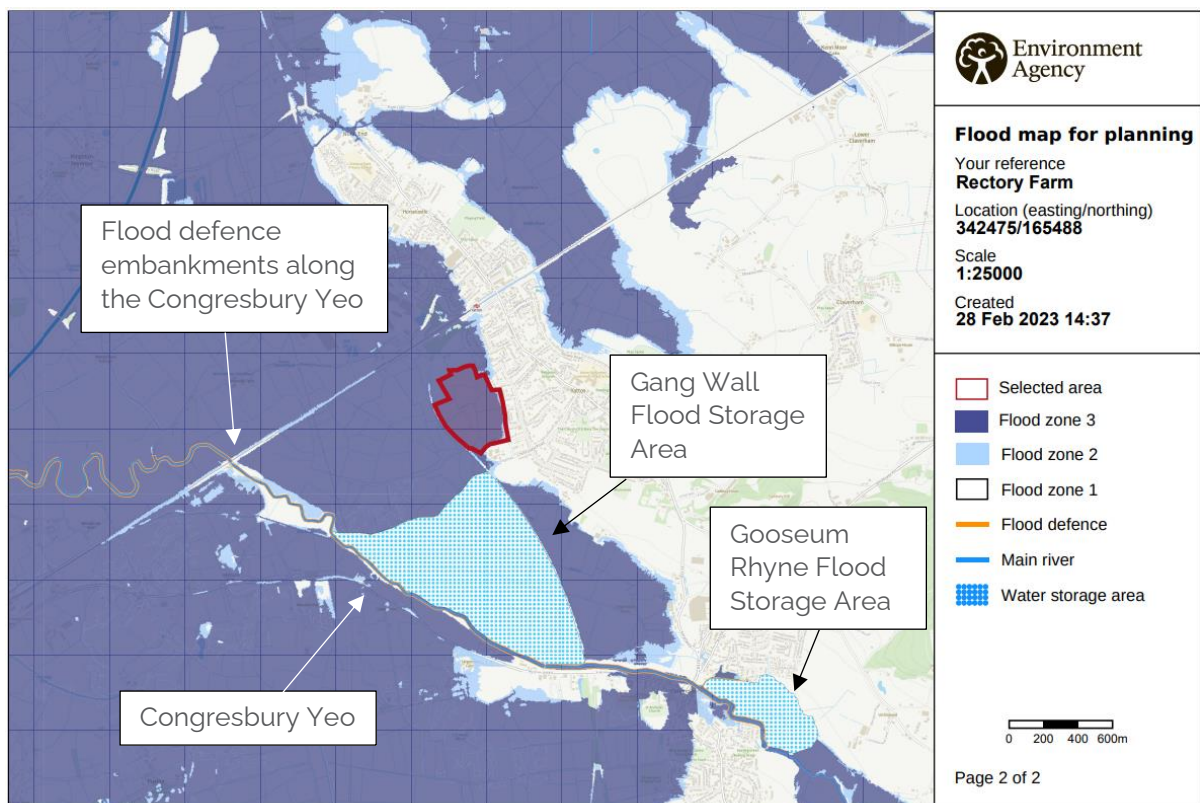 Flood defence
embankments along
the Congresbury Yeo
Gang Wall
Flood Storage
Area
Gooseum
Rhyne Flood
Storage Area
Congresbury Yeo
Claverham
Lower
Claverham
Environment
Agency
Flood map for planning
Your reference
Rectory Farm
Location (easting/northing)
342475/165488
Scale
1:25000
Created
28 Feb 2023 14:37
Selected area
Flood zone 3
Flood zone 2
Flood zone 1
Flood defence
Main river
Water storage area
0 200 400 600m
Page 2 of 2